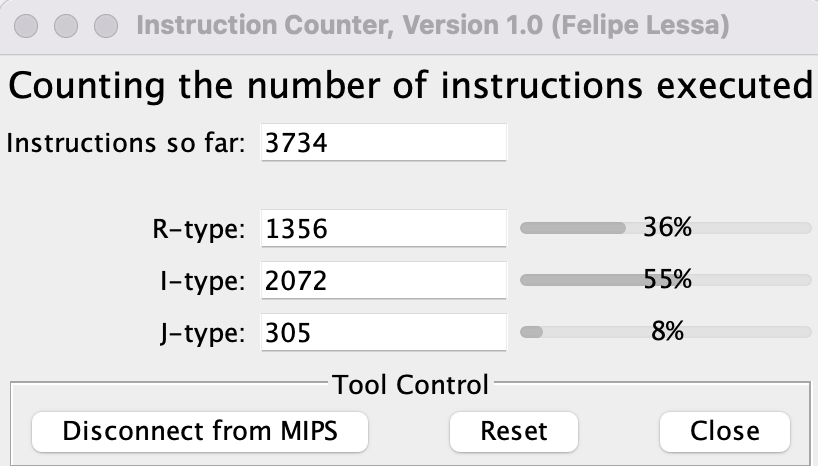 Instruction Counter, Version 1.0 (Felipe Lessa)
Counting the number of instructions executed
Instructions so far: 3734
R-type: 1356 36%
I-type: 2072 55%
J-type: 305 8%
Tool Control
Disconnect from MIPS Reset Close